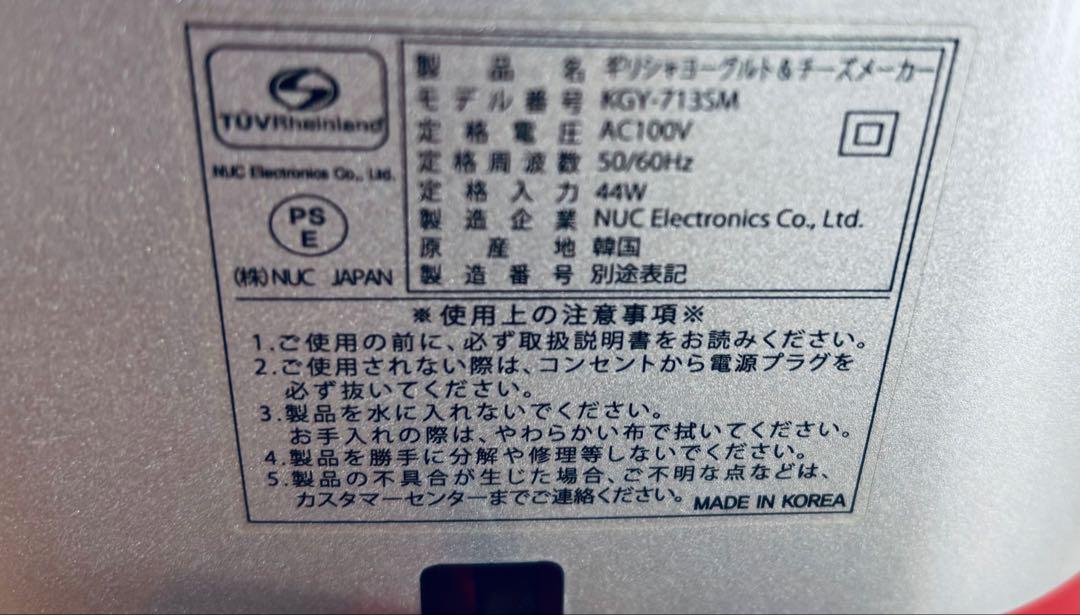 TÜVRheinland
NUC Electronics Co., Ltd.
PS
E
(株)NUC JAPAN
製品名 ギリシャヨーグルト&チーズメーカー
モデル番号 KGY-713SM
定格電圧 AC100V
定格周波数 50/60Hz
定格入力 44W
製造企業 NUC Electronics Co., Ltd.
原産地 韓国
製造番号 別途表記
※使用上の注意事項※
1.ご使用の前に、必ず取扱説明書をお読みください。
2.ご使用されない際は、コンセントから電源プラグを
必ず抜いてください。
3.製品を水に入れないでください。
お手入れの際は、やわらかい布で拭いてください。
4.製品を勝手に分解や修理等しないでください。
5.製品の不具合が生じた場合、ご不明な点などは、
カスタマーセンターまでご連絡ください。
MADE IN KOREA